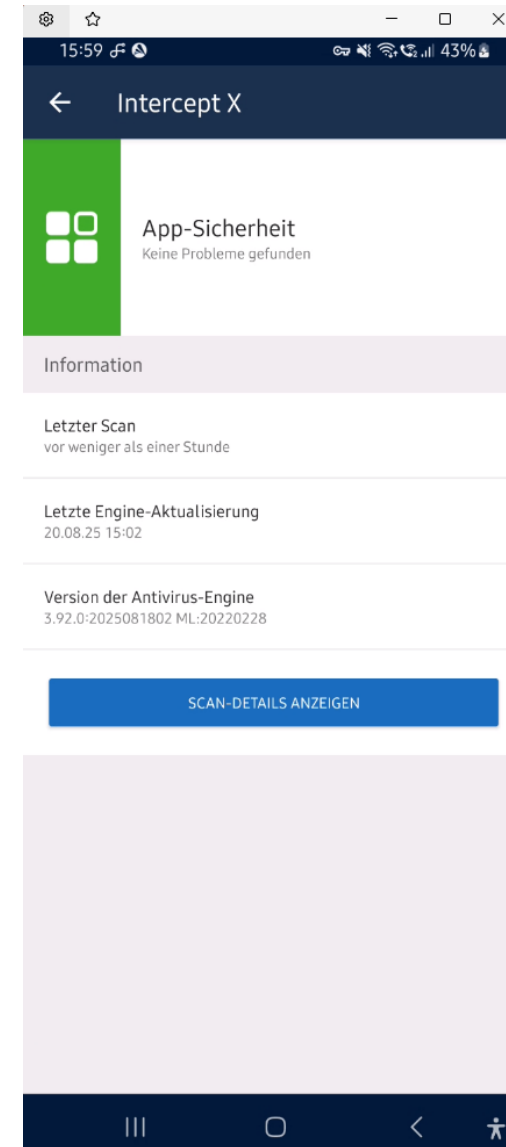 15:59
43%
Intercept X
App-Sicherheit
Keine Probleme gefunden
Information
Letzter Scan
vor weniger als einer Stunde
Letzte Engine-Aktualisierung
20.08.25 15:02
Version der Antivirus-Engine
3.92.0:2025081802 ML:20220228
SCAN-DETAILS ANZEIGEN